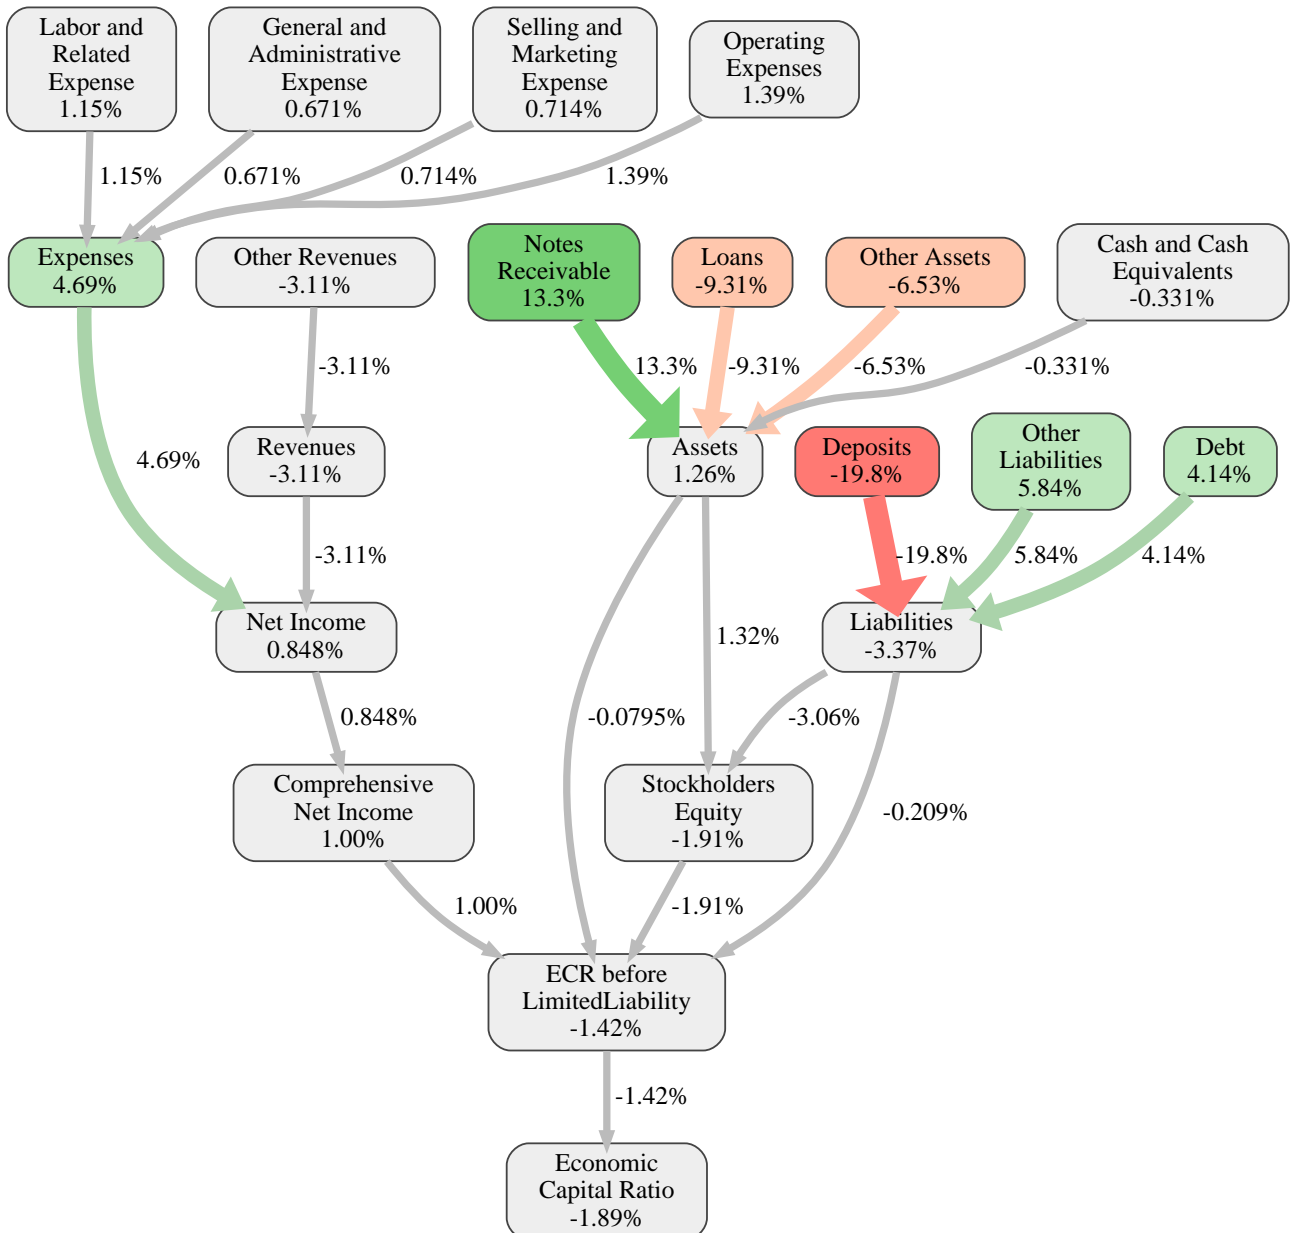 Labor and
Related
Expense
1.15%
General and
Administrative
Expense
0.671%
Selling and
Marketing
Expense
0.714%
Operating
Expenses
1.39%
1.15%
0.671%
0.714%
1.39%
Expenses
4.69%
Other Revenues
-3.11%
Notes
Receivable
13.3%
Loans
-9.31%
Other Assets
-6.53%
Cash and Cash
Equivalents
-0.331%
-3.11%
13.3%
-9.31%
-6.53%
-0.331%
4.69%
Revenues
-3.11%
Assets
1.26%
Deposits
-19.8%
Other
Liabilities
5.84%
Debt
4.14%
-3.11%
-19.8%
5.84%
4.14%
Net Income
0.848%
1.32%
Liabilities
-3.37%
0.848%
-0.0795%
-3.06%
Comprehensive
Net Income
1.00%
Stockholders
Equity
-1.91%
-0.209%
1.00%
-1.91%
ECR before
LimitedLiability
-1.42%
-1.42%
Economic
Capital Ratio
-1.89%